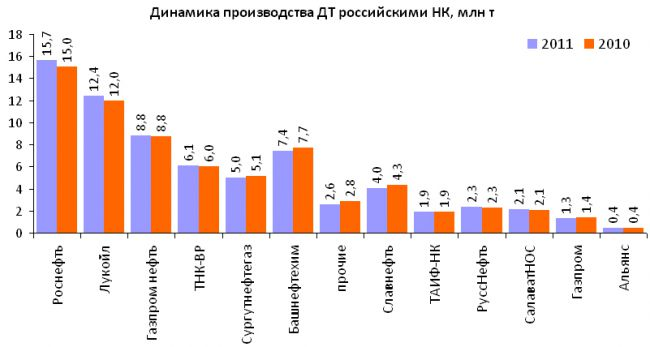 Динамика производства ДТ российскими НК, млн т
2011 2010
18
16
14
12
10
8
6
4
2
0
15,7 15,0
12,4 12,0
8,8 8,8
6,1 6,0
5,0 5,1
7,4 7,7
2,6 2,8
4,0 4,3
1,9 1,9
2,3 2,3
2,1 2,1
1,3 1,4
0,4 0,4
Роснефть
Лукойл
Газпром нефть
ТНК-ВР
Сургутнефтегаз
Башнефтехим
прочие
Славнефть
ТАИФ-НК
РуссНефть
СалаватНОС
Газпром
Альянс